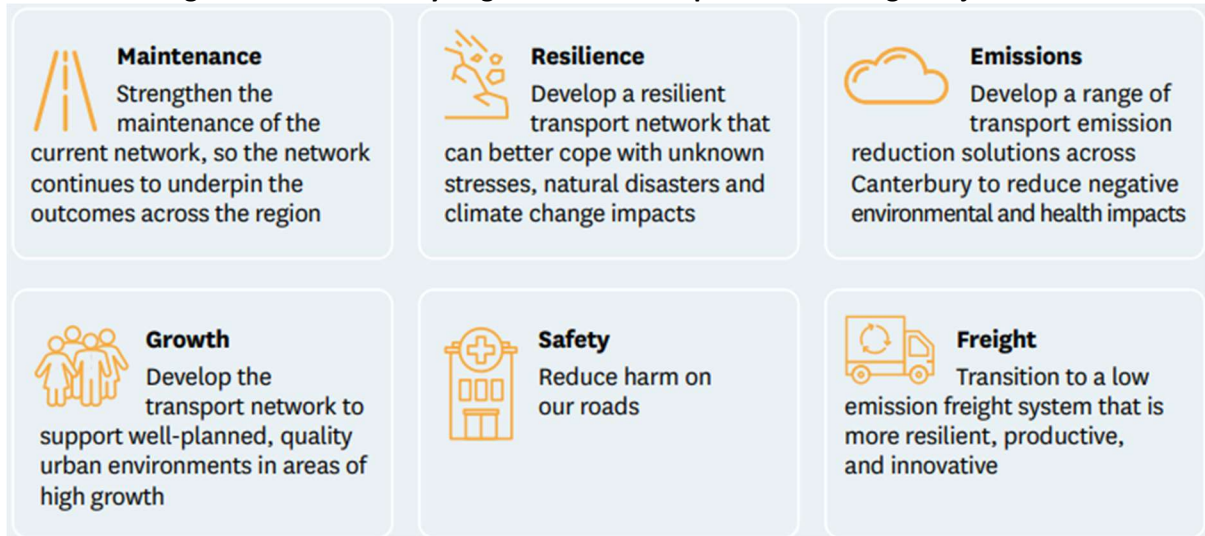 Maintenance
Strengthen the
maintenance of the
current network, so the network
continues to underpin the
outcomes across the region
Resilience
Develop a resilient
transport network that
can better cope with unknown
stresses, natural disasters and
climate change impacts
Emissions
Develop a range of
transport emission
reduction solutions across
Canterbury to reduce negative
environmental and health impacts
Growth
Develop the
transport network to
support well-planned, quality
urban environments in areas of
high growth
Safety
Reduce harm on
our roads
Freight
Transition to a low
emission freight system that is
more resilient, productive,
and innovative